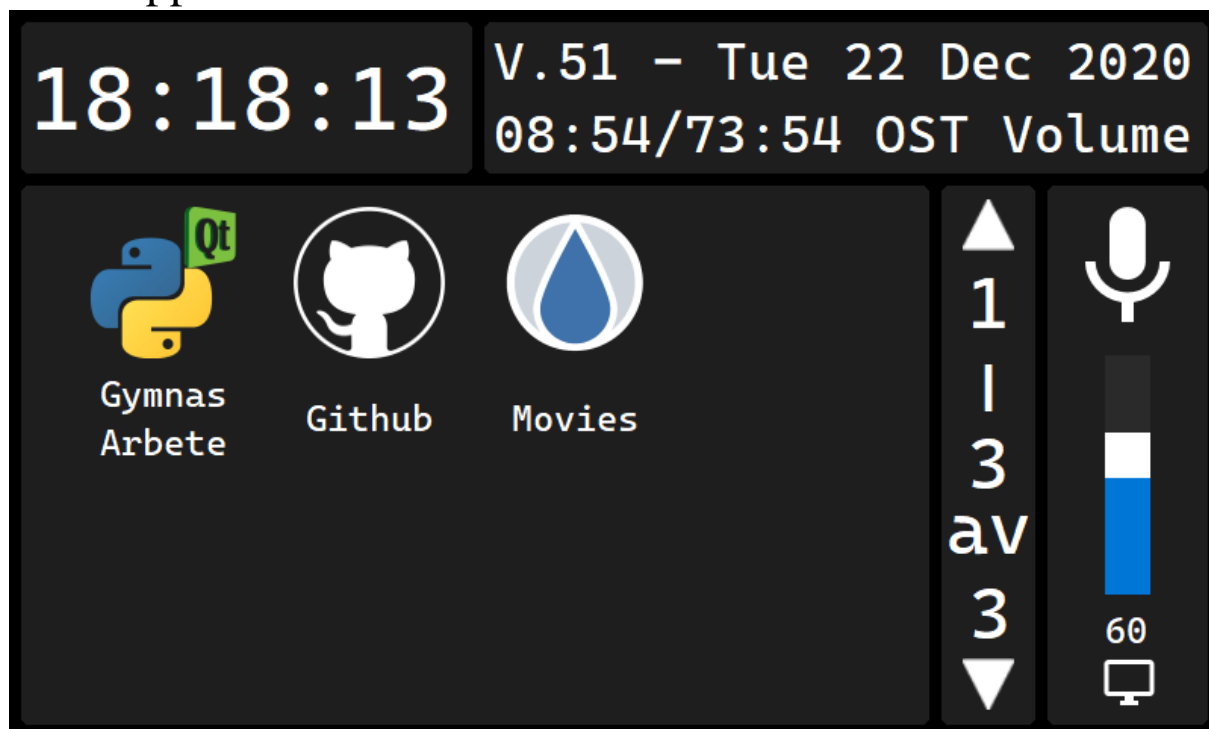 18:18:13
V.51 - Tue 22 Dec 2020
08:54/73:54 OST Volume
Qt
Gymnas
Arbete
Github
Movies
1
|
3
av
3
60